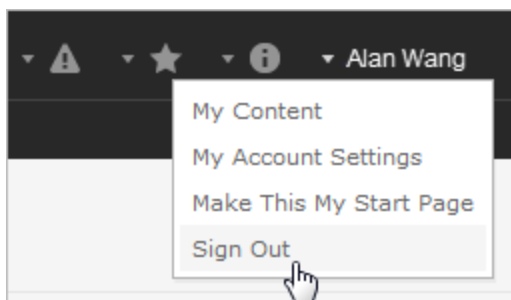 Alan Wang
My Content
My Account Settings
Make This My Start Page
Sign Out